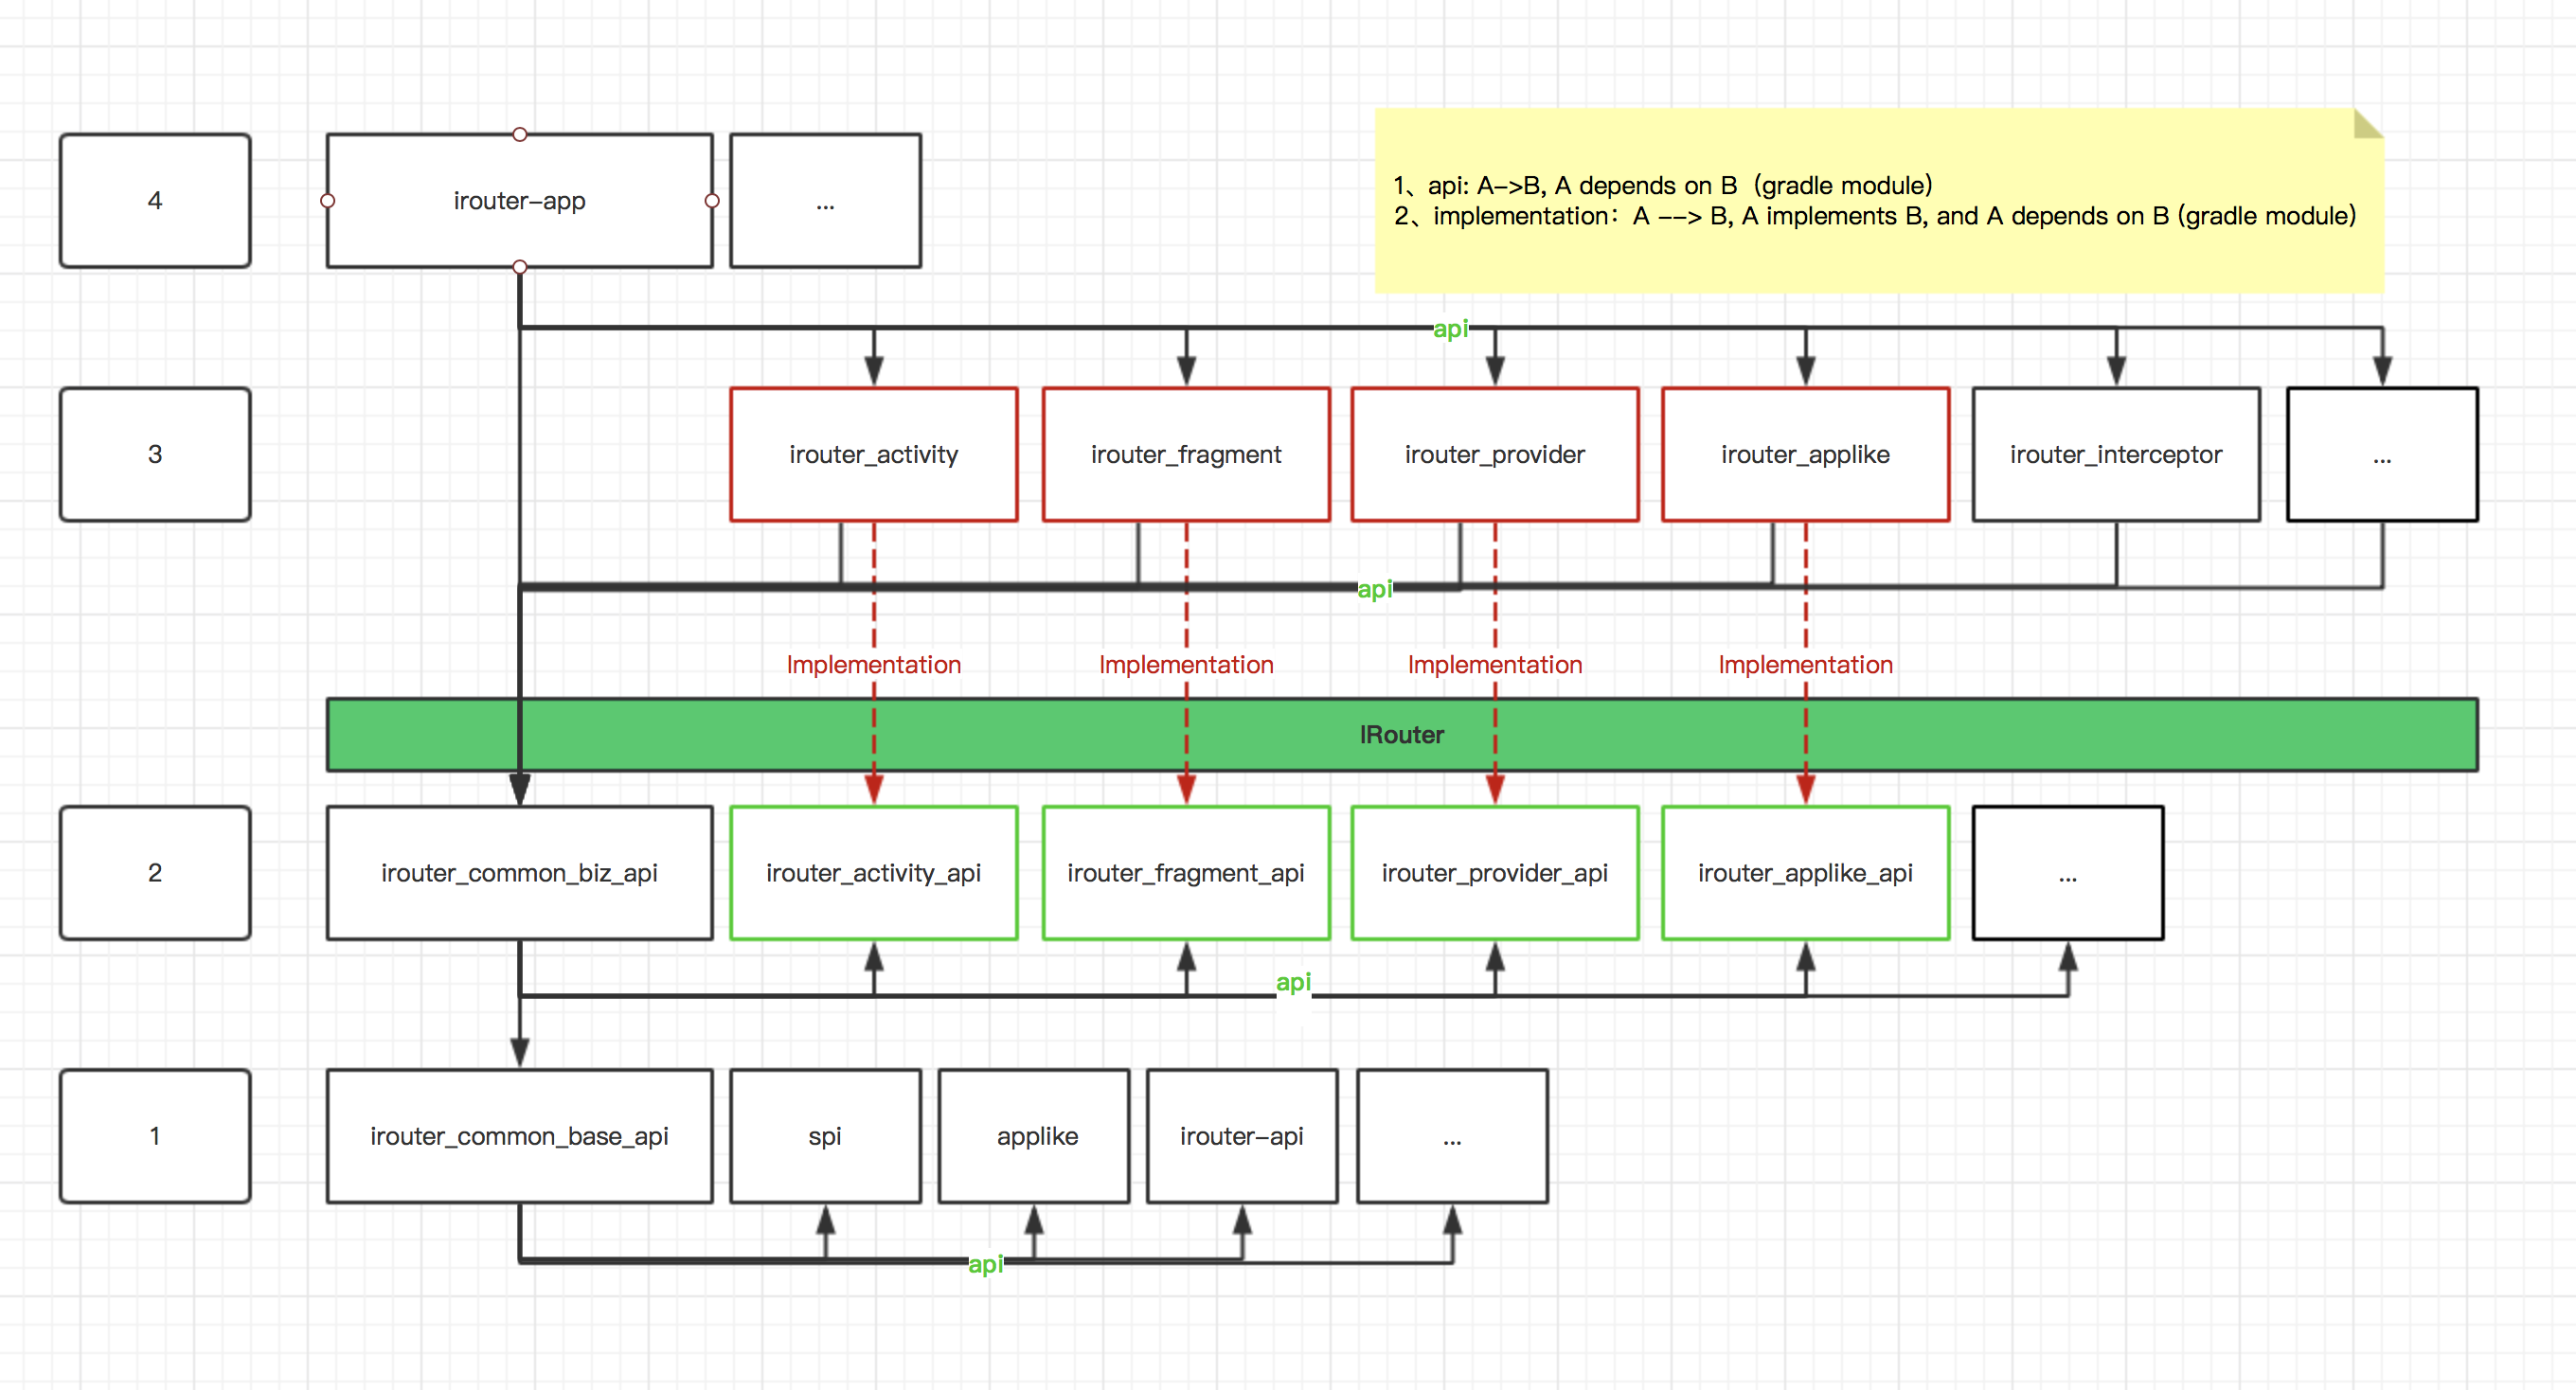 4
irouter-app
...
1、api: A->B, A depends on B（gradle module）
2、implementation：A --> B, A implements B, and A depends on B (gradle module)
api
3
irouter_activity
irouter_fragment
irouter_provider
irouter_applike
irouter_interceptor
...
api
Implementation
Implementation
Implementation
Implementation
IRouter
2
irouter_common_biz_api
irouter_activity_api
irouter_fragment_api
irouter_provider_api
irouter_applike_api
...
api
1
irouter_common_base_api
spi
applike
irouter-api
...
api